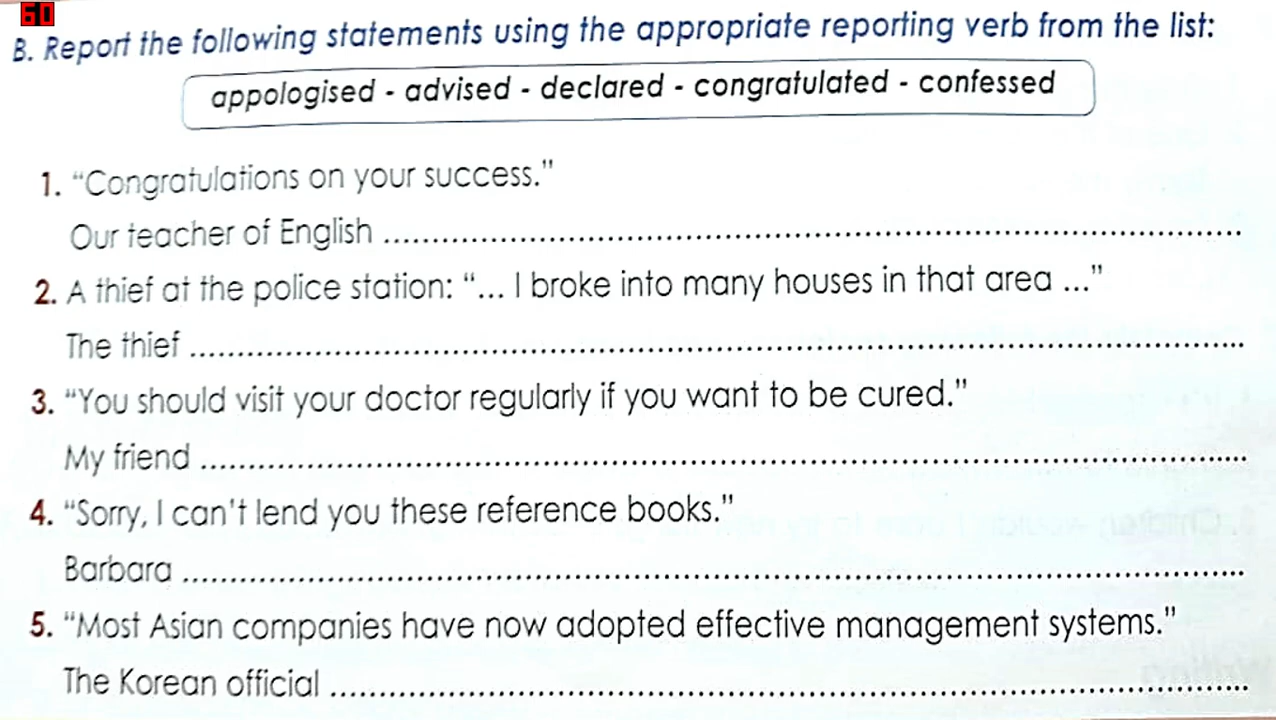 60
B. Report the following statements using the appropriate reporting verb from the list:
appologised - advised - declared - congratulated - confessed
1. "Congratulations on your success."
Our teacher of English ........................................................................
2. A thief at the police station: "... I broke into many houses in that area ..."
The thief ........................................................................
3. "You should visit your doctor regularly if you want to be cured."
My friend ........................................................................
4. "Sorry, I can't lend you these reference books."
Barbara ........................................................................
5. "Most Asian companies have now adopted effective management systems."
The Korean official ........................................................................